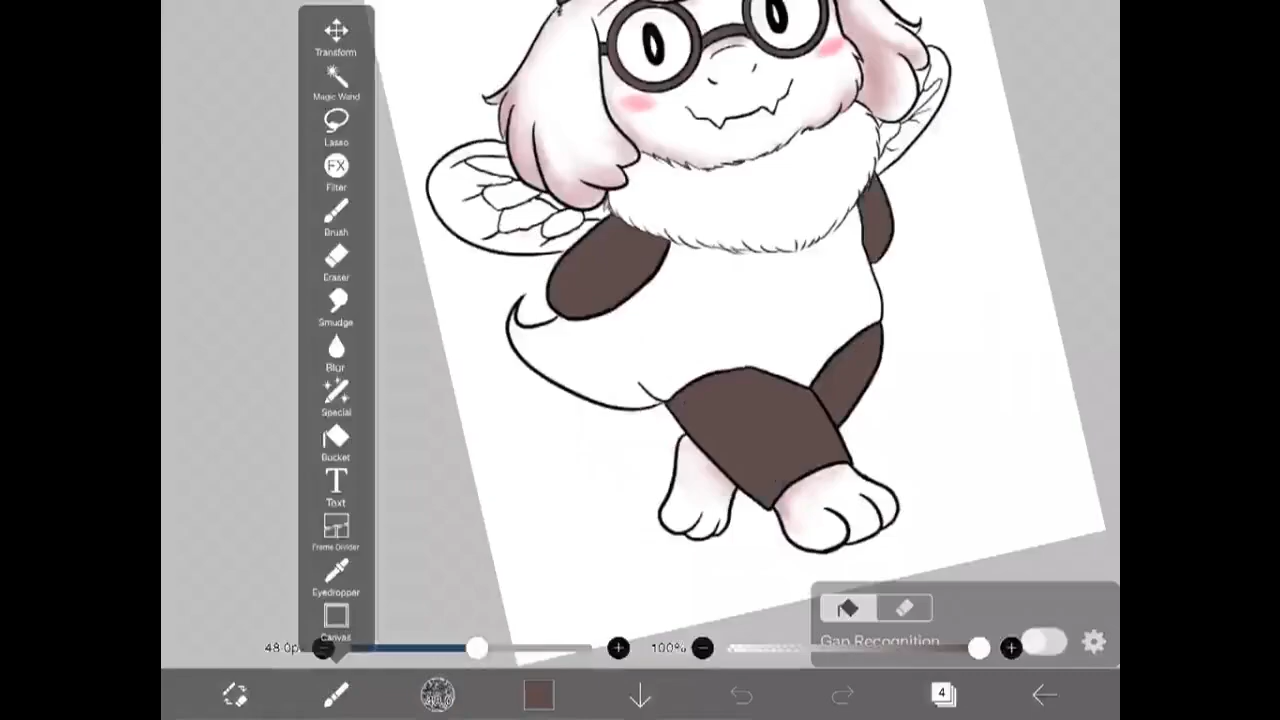 Transform
Magic Wand
Lasso
FX
Filter
Brush
Eraser
Smudge
Blur
Special
Bucket
T
Text
Frame Divider
Eyedropper
Canvas
Gap Recognition
48.0p
100%
4